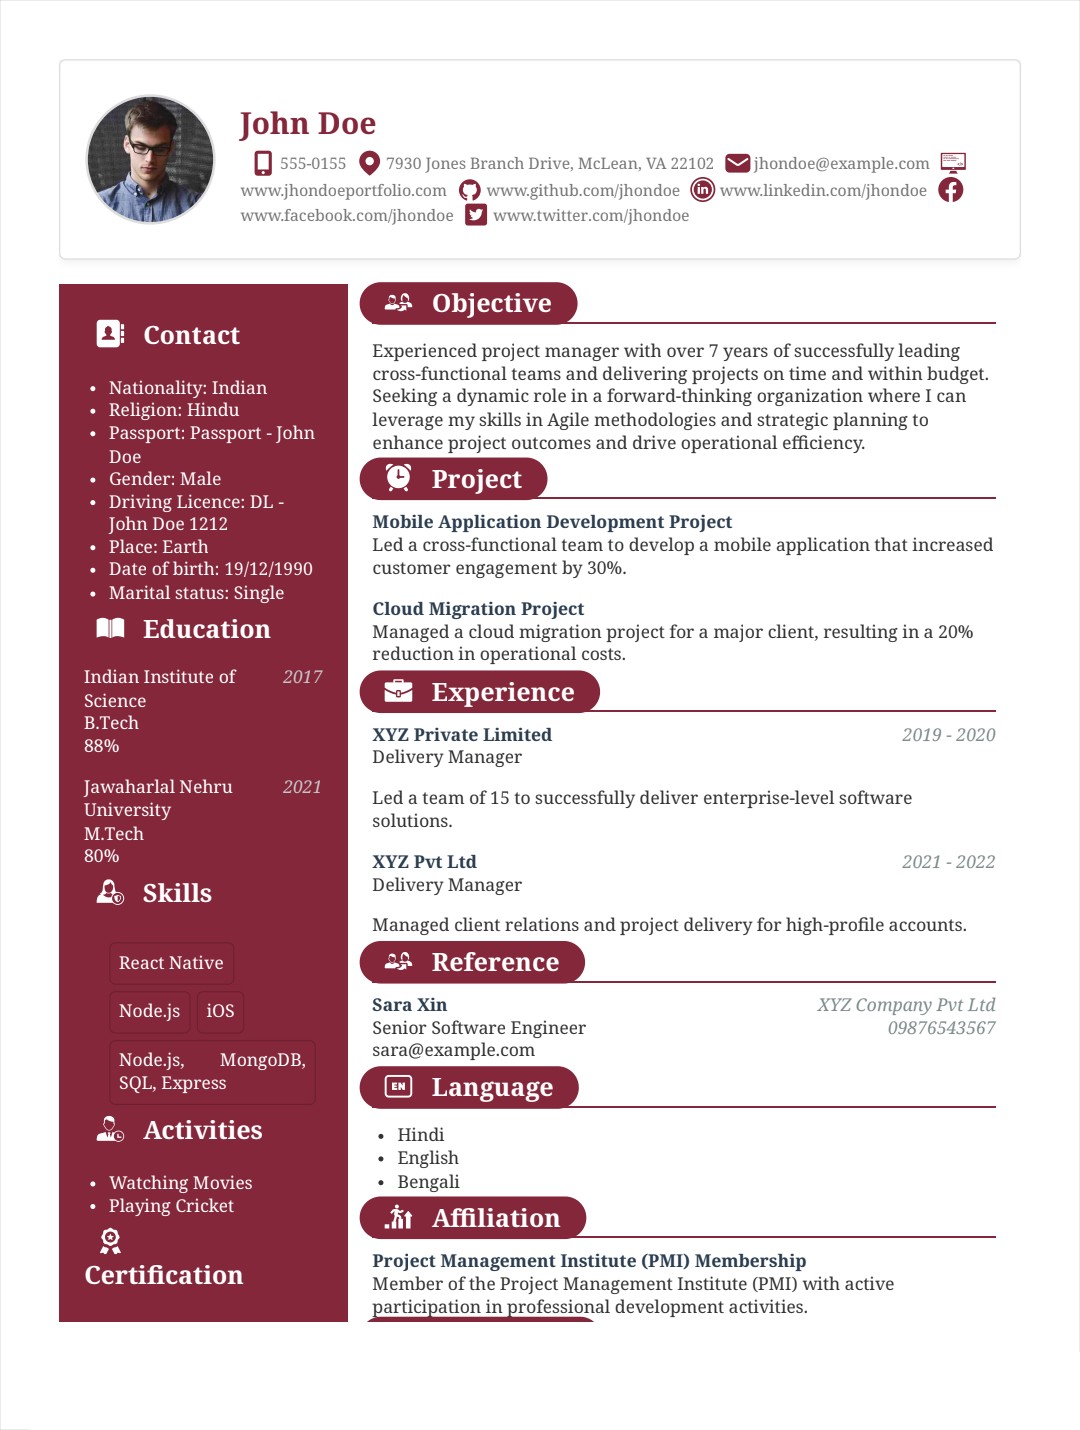 John Doe
555-0155 7930 Jones Branch Drive, McLean, VA 22102 jhondoe@example.com
www.jhondoeportfolio.com www.github.com/jhondoe www.linkedin.com/jhondoe
www.facebook.com/jhondoe www.twitter.com/jhondoe
Contact
Nationality: Indian
Religion: Hindu
Passport: Passport - John
Doe
Gender: Male
Driving Licence: DL -
John Doe 1212
Place: Earth
Date of birth: 19/12/1990
Marital status: Single
Education
Indian Institute of 2017
Science
B.Tech
88%
Jawaharlal Nehru 2021
University
M.Tech
80%
Skills
React Native
Node.js iOS
Node.js, MongoDB,
SQL, Express
Activities
Watching Movies
Playing Cricket
Certification
Objective
Experienced project manager with over 7 years of successfully leading
cross-functional teams and delivering projects on time and within budget.
Seeking a dynamic role in a forward-thinking organization where I can
leverage my skills in Agile methodologies and strategic planning to
enhance project outcomes and drive operational efficiency.
Project
Mobile Application Development Project
Led a cross-functional team to develop a mobile application that increased
customer engagement by 30%.
Cloud Migration Project
Managed a cloud migration project for a major client, resulting in a 20%
reduction in operational costs.
Experience
XYZ Private Limited 2019 - 2020
Delivery Manager
Led a team of 15 to successfully deliver enterprise-level software
solutions.
XYZ Pvt Ltd 2021 - 2022
Delivery Manager
Managed client relations and project delivery for high-profile accounts.
Reference
Sara Xin XYZ Company Pvt Ltd
Senior Software Engineer 09876543567
sara@example.com
EN Language
Hindi
English
Bengali
Affiliation
Project Management Institute (PMI) Membership
Member of the Project Management Institute (PMI) with active
participation in professional development activities.